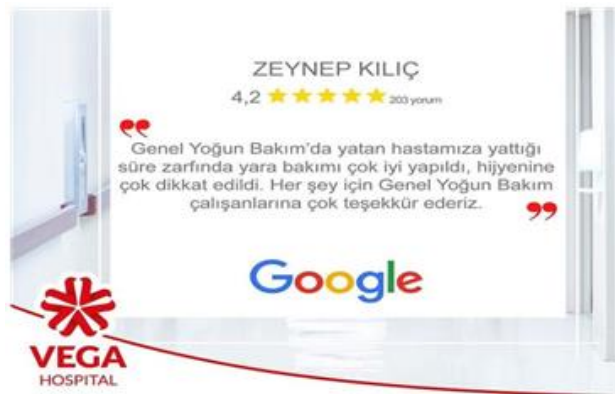 ZEYNEP KILIÇ
4,2 203 yorum
Genel Yoğun Bakım'da yatan hastamıza yattığı
süre zarfında yara bakımı çok iyi yapıldı, hijyenine
çok dikkat edildi. Her şey için Genel Yoğun Bakım
çalışanlarına çok teşekkür ederiz.
Google
VEGA
HOSPITAL